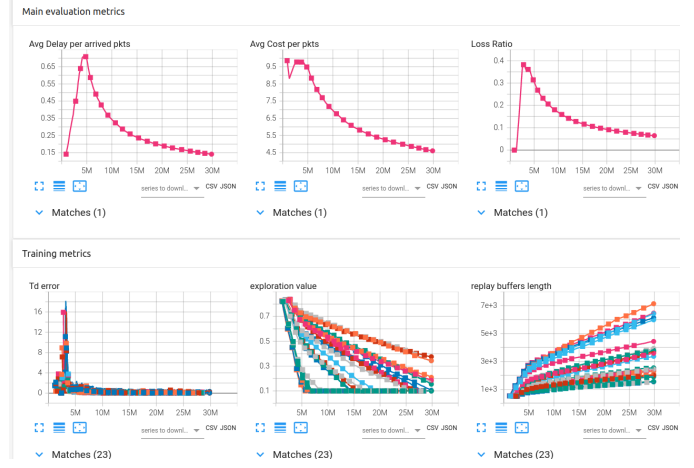 Main evaluation metrics
Avg Delay per arrived pkts
0.65
0.55
0.45
0.35
0.25
0.15
5M 10M 15M 20M 25M 30M
series to downl... CSV JSON
Matches (1)
Avg Cost per pkts
9.5
8.5
7.5
6.5
5.5
4.5
5M 10M 15M 20M 25M 30M
series to downl... CSV JSON
Matches (1)
Loss Ratio
0.4
0.3
0.2
0.1
0
5M 10M 15M 20M 25M 30M
series to downl... CSV JSON
Matches (1)
Training metrics
Td error
16
12
8
4
0
5M 10M 15M 20M 25M 30M
series to downl... CSV JSON
Matches (23)
exploration value
0.7
0.5
0.3
0.1
5M 10M 15M 20M 25M 30M
series to downl... CSV JSON
Matches (23)
replay buffers length
7e+3
5e+3
3e+3
1e+3
5M 10M 15M 20M 25M 30M
series to downl... CSV JSON
Matches (23)